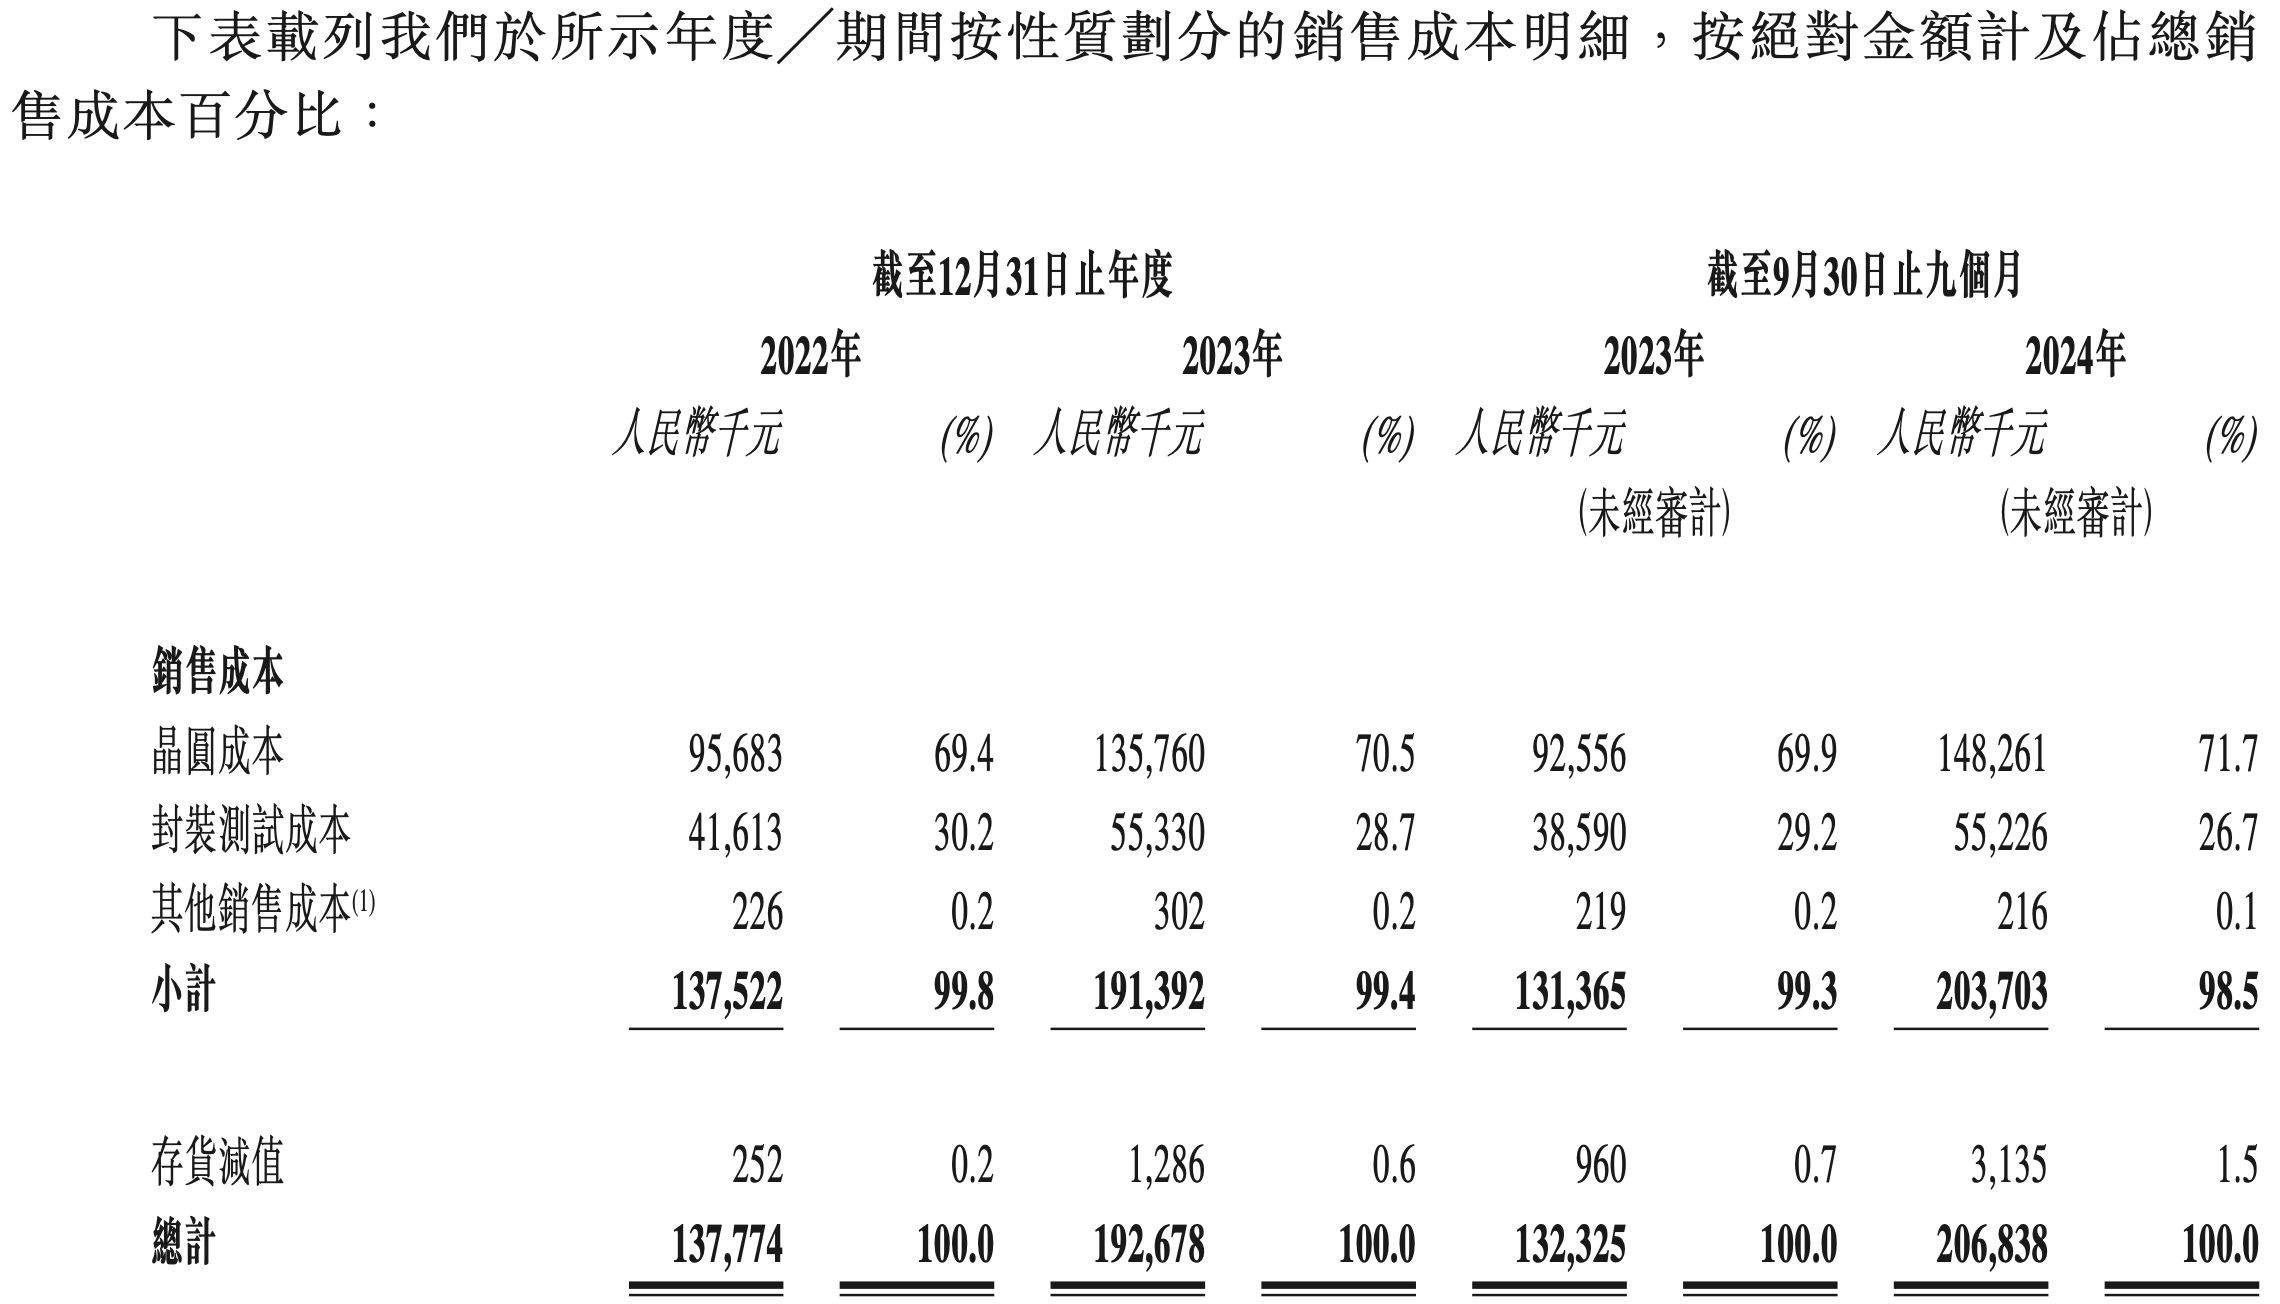 下表載列我們於所示年度／期間按性質劃分的銷售成本明細，按絕對金額計及佔總銷
售成本百分比：
截至12月31日止年度 截至9月30日止九個月
2022年 2023年 2023年 2024年
人民幣千元 (%) 人民幣千元 (%) 人民幣千元 (%) 人民幣千元 (%)
(未經審計) (未經審計)
銷售成本
晶圓成本 95,683 69.4 135,760 70.5 92,556 69.9 148,261 71.7
封裝測試成本 41,613 30.2 55,330 28.7 38,590 29.2 55,226 26.7
其他銷售成本(1) 226 0.2 302 0.2 219 0.2 216 0.1
小計 137,522 99.8 191,392 99.4 131,365 99.3 203,703 98.5
存貨減值 252 0.2 1,286 0.6 960 0.7 3,135 1.5
總計 137,774 100.0 192,678 100.0 132,325 100.0 206,838 100.0